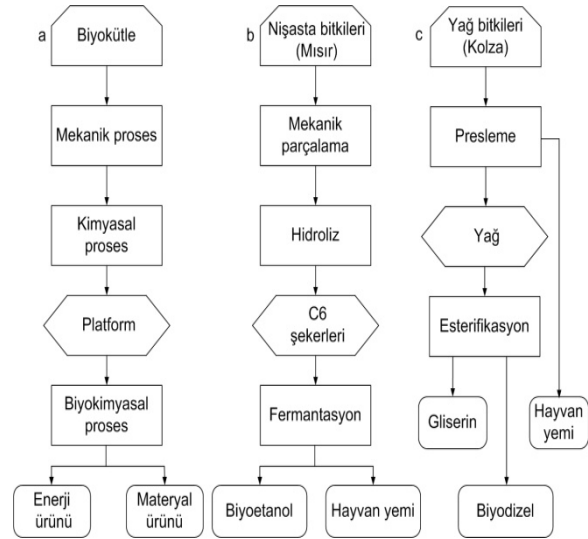 a
Biyokütle
Mekanik proses
Kimyasal
proses
Platform
Biyokimyasal
proses
Enerji
ürünü
Materyal
ürünü
b
Nişasta bitkileri
(Mısır)
Mekanik
parçalama
Hidroliz
C6
şekerleri
Fermantasyon
Biyoetanol
Hayvan yemi
c
Yağ bitkileri
(Kolza)
Presleme
Yağ
Esterifikasyon
Gliserin
Hayvan
yemi
Biyodizel